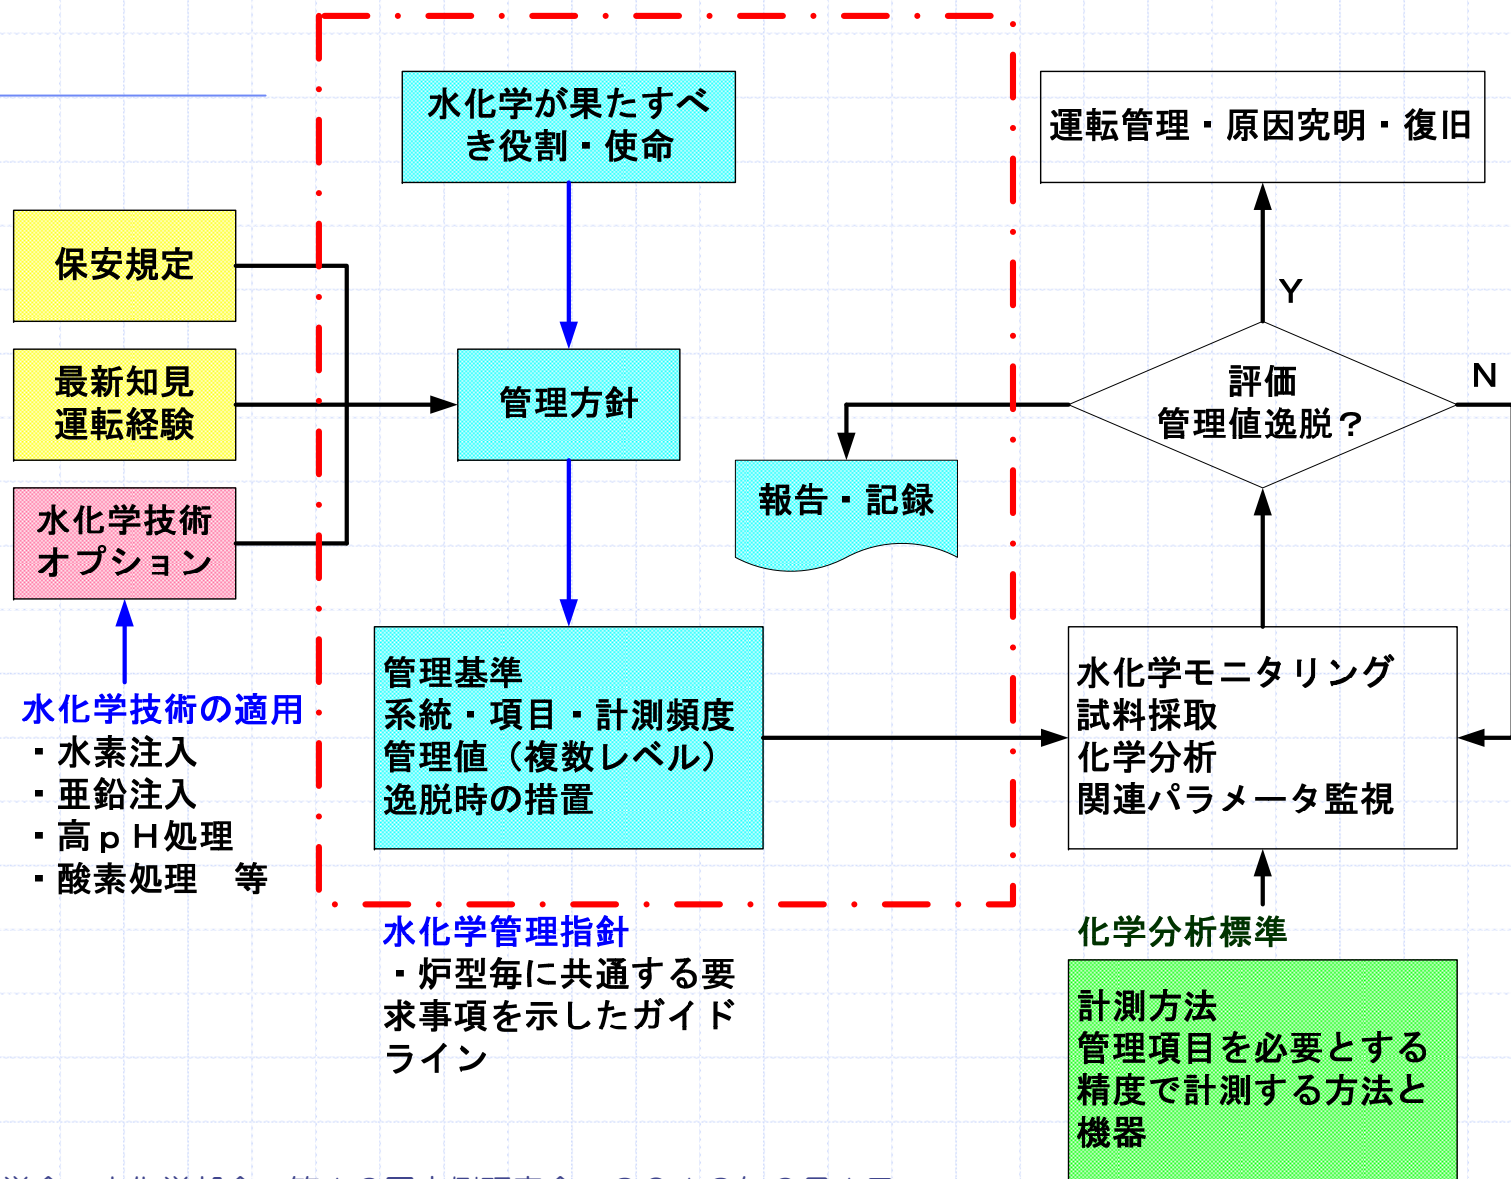 水化学が果たすべ
き役割・使命
運転管理・原因究明・復旧
保安規定
Y
最新知見
運転経験
管理方針
評価
管理値逸脱？
N
報告・記録
水化学技術
オプション
管理基準
系統・項目・計測頻度
管理値（複数レベル）
逸脱時の措置
水化学モニタリング
試料採取
化学分析
関連パラメータ監視
水化学技術の適用
・水素注入
・亜鉛注入
・高ｐＨ処理
・酸素処理　等
水化学管理指針
・炉型毎に共通する要
求事項を示したガイド
ライン
化学分析標準
計測方法
管理項目を必要とする
精度で計測する方法と
機器